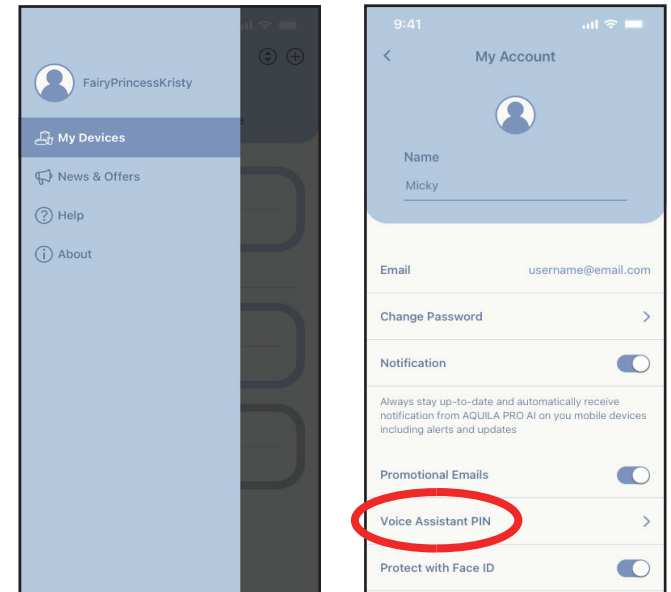 FairyPrincessKristy
My Devices
News & Offers
Help
About
9:41
My Account
Name
Micky
Email username@email.com
Change Password
Notification
Always stay up-to-date and automatically receive
notification from AQUILA PRO AI on you mobile devices
including alerts and updates
Promotional Emails
Voice Assistant PIN
Protect with Face ID